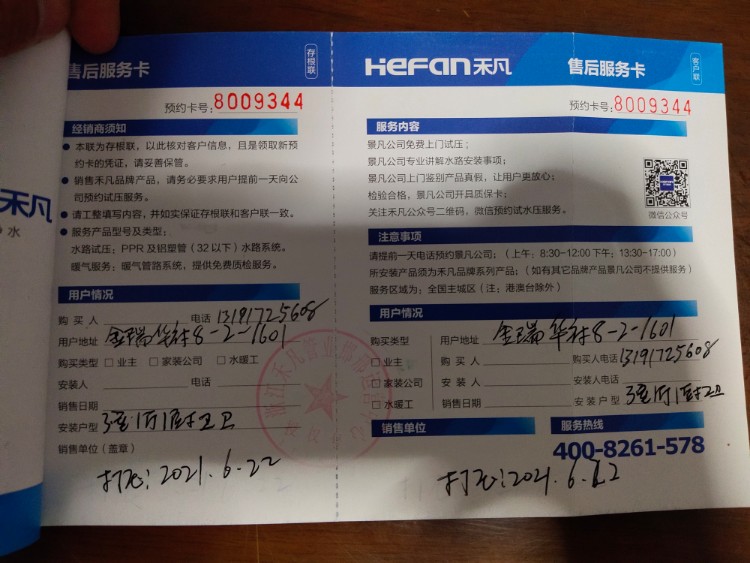 禾凡
水
售后服务卡
存根联
预约卡号:8009344
经销商须知
本联为存根联，以此核对客户信息，且是领取新预
约卡的凭证，请妥善保管。
销售禾凡品牌产品，请务必要求用户提前一天向公
司预约试压服务。
请工整填写内容，并如实保证存根联和客户联一致。
服务产品型号及类型：
水路试压：PPR及铝塑管（32以下）水路系统。
暖气服务：暖气管路系统，提供免费质检服务。
用户情况
购买人 电话 13191725608
用户地址 金瑞华村8-2-1601
购买类型 □业主 □家装公司 □水暖工
安装人 电话
销售日期
安装户型 3室1厅1厨2卫
销售单位（盖章）
打压：2021.6.22
HeFan禾凡
售后服务卡
客户联
预约卡号:8009344
服务内容
景凡公司免费上门试压；
景凡公司专业讲解水路安装事项；
景凡公司上门鉴别产品真假，让用户更放心；
检验合格，景凡公司开具质保卡；
关注禾凡公众号二维码，微信预约试水压服务。
微信公众号
注意事项
请提前一天电话预约景凡公司；（上午：8:30-12:00下午：13:30-17:00）
所安装产品须为禾凡品牌系列产品；（如有其它品牌产品景凡公司不提供服务）
服务区域为：全国主城区（注：港澳台除外）
用户情况
购买类型 用户地址 金瑞华村8-2-1601
□业主 购买人 购买人电话 13191725608
□家装公司 安装人 安装人电话
□水暖工 销售日期 安装户型 3室1厅1厨2卫
销售单位
服务热线
400-8261-578
打压：2021.6.22